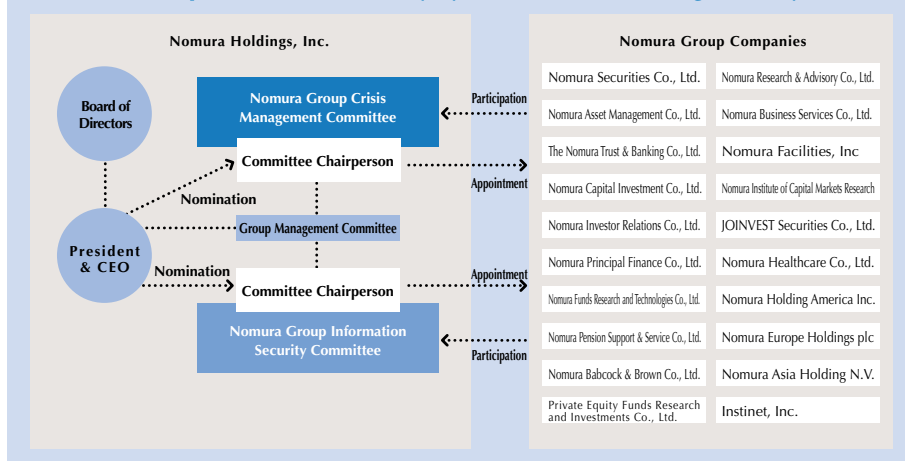 Nomura Holdings, Inc.
Board of
Directors
President
& CEO
Nomura Group Crisis
Management Committee
Committee Chairperson
Nomination
Group Management Committee
Nomination
Committee Chairperson
Nomura Group Information
Security Committee
Participation
Appointment
Appointment
Participation
Nomura Group Companies
Nomura Securities Co., Ltd.
Nomura Asset Management Co., Ltd.
The Nomura Trust & Banking Co., Ltd.
Nomura Capital Investment Co., Ltd.
Nomura Investor Relations Co., Ltd.
Nomura Principal Finance Co., Ltd.
Nomura Funds Research and Technologies Co., Ltd.
Nomura Pension Support & Service Co., Ltd.
Nomura Babcock & Brown Co., Ltd.
Private Equity Funds Research
and Investments Co., Ltd.
Nomura Research & Advisory Co., Ltd.
Nomura Business Services Co., Ltd.
Nomura Facilities, Inc
Nomura Institute of Capital Markets Research
JOINVEST Securities Co., Ltd.
Nomura Healthcare Co., Ltd.
Nomura Holding America Inc.
Nomura Europe Holdings plc
Nomura Asia Holding N.V.
Instinet, Inc.